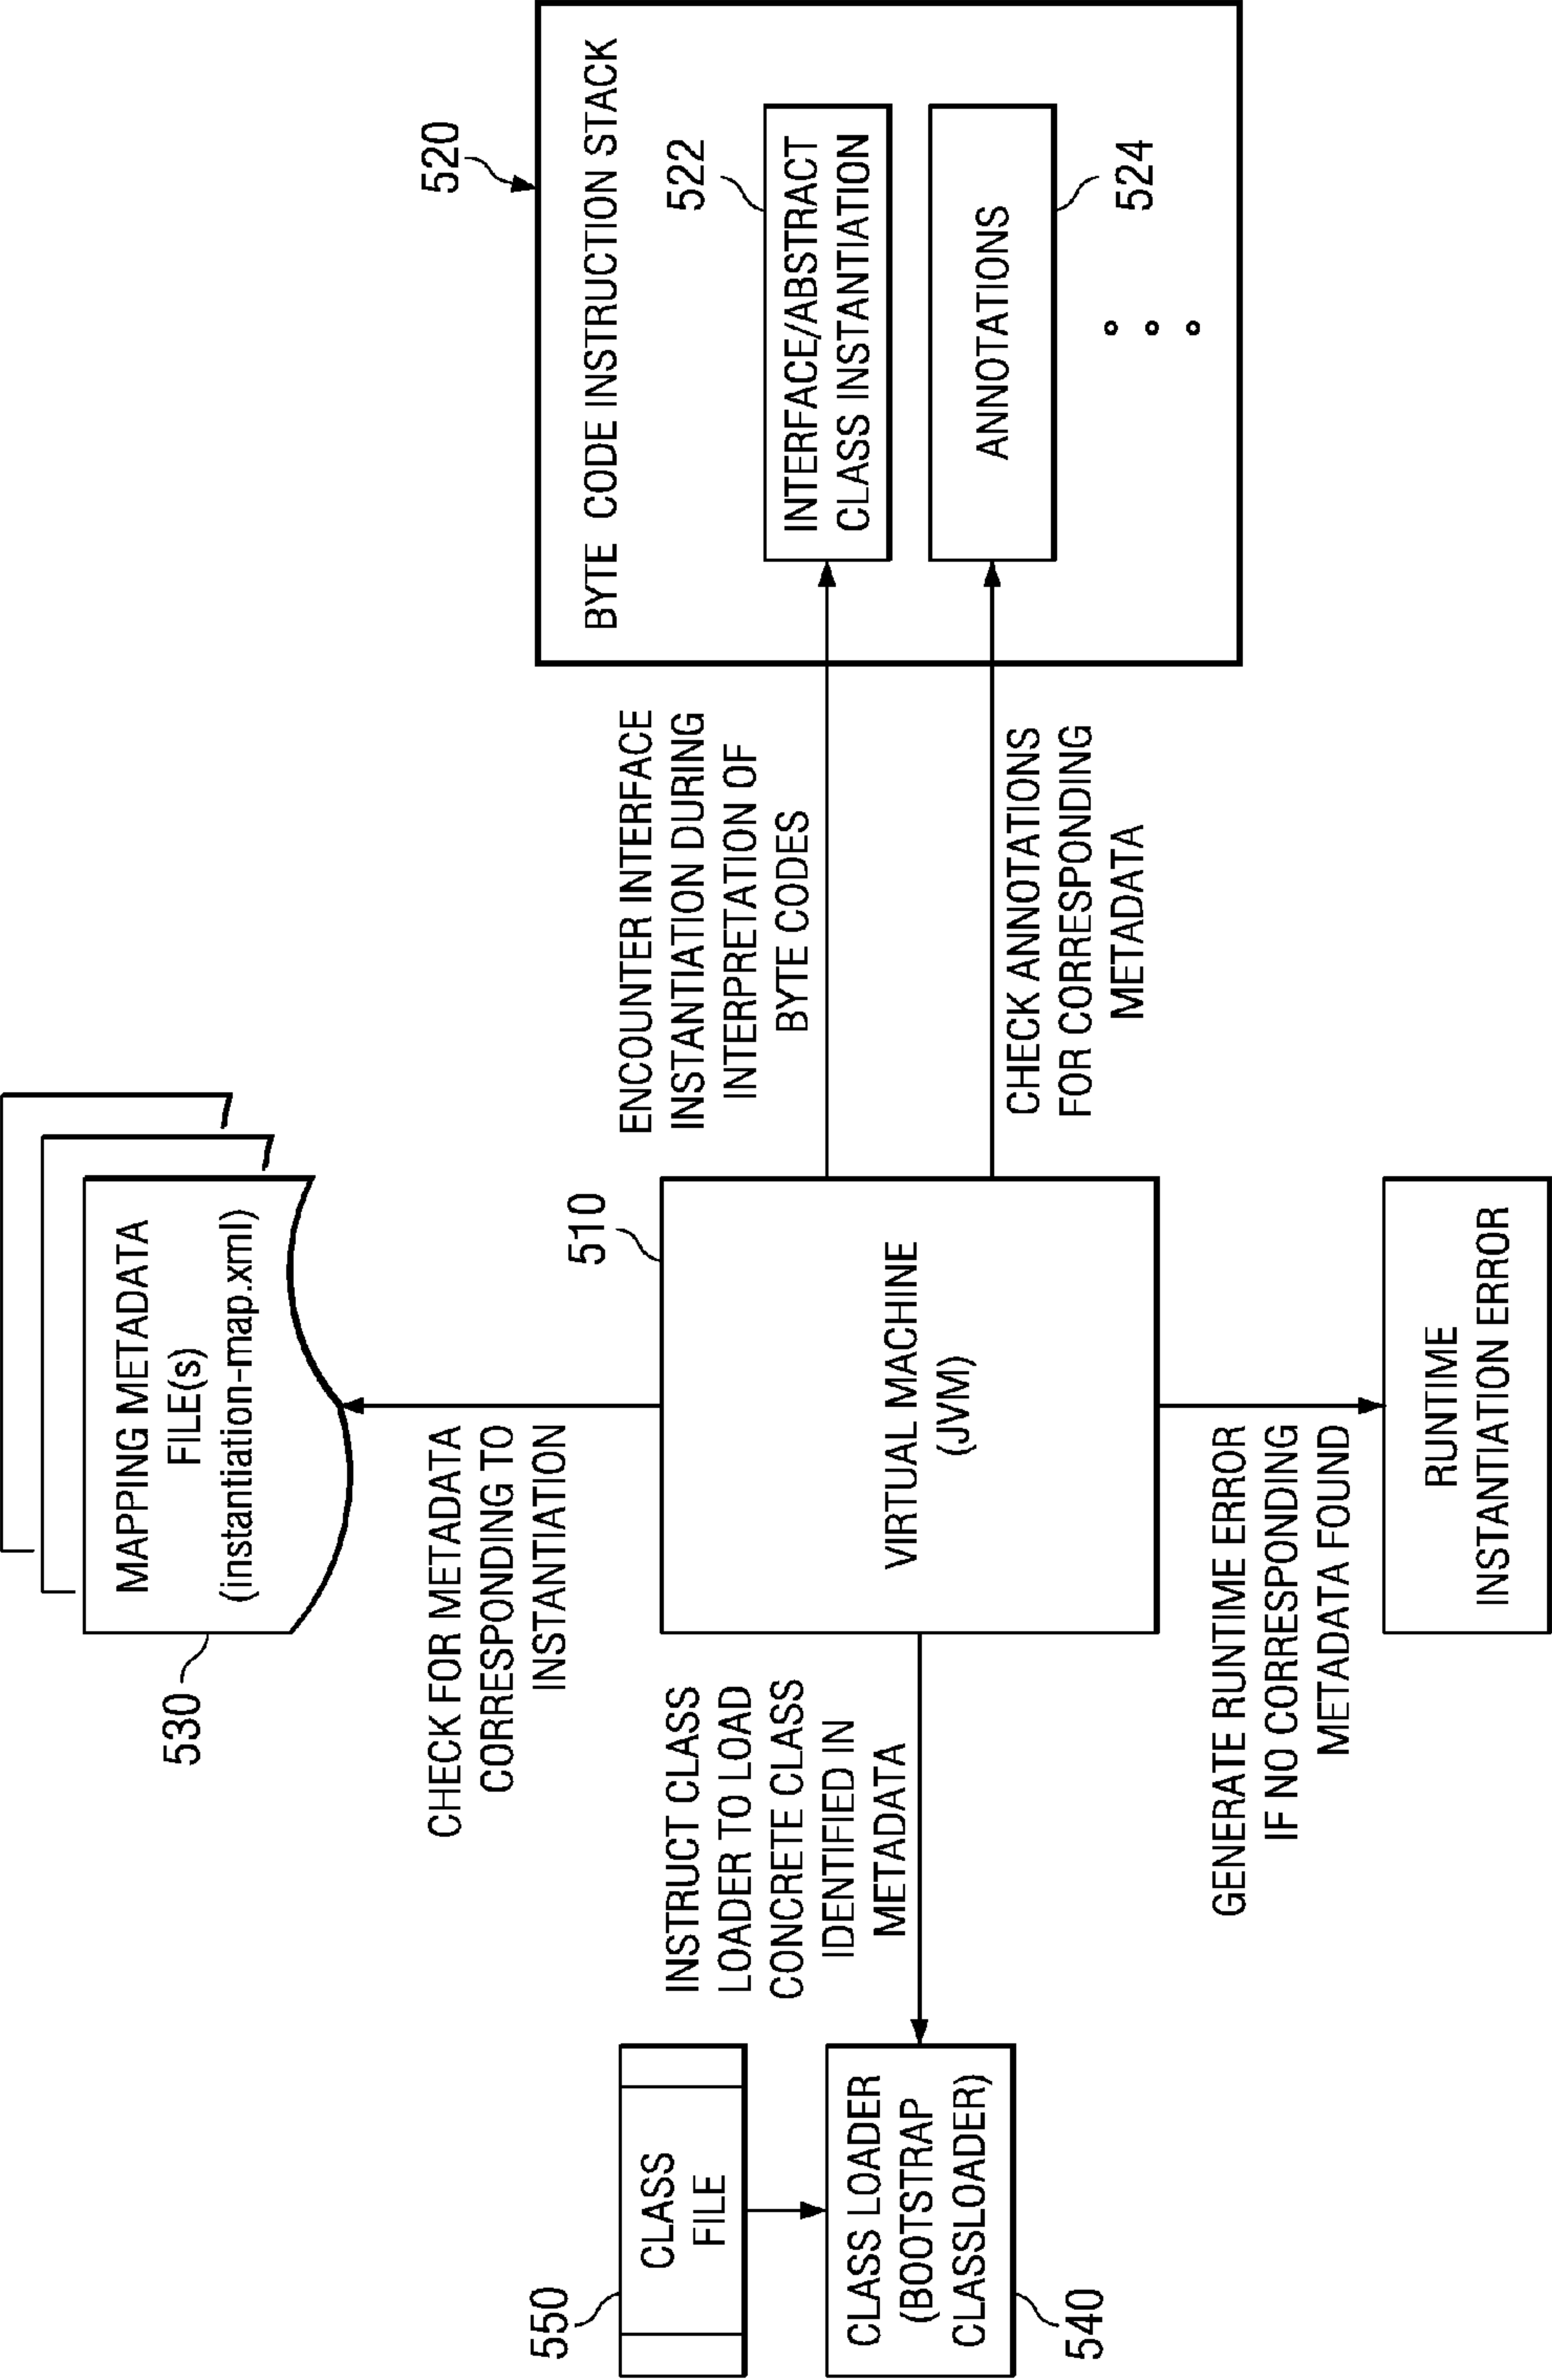 530
MAPPING METADATA
FILE(s)
(instantiation-map.xml)
CHECK FOR METADATA
CORRESPONDING TO
INSTANTIATION
520
BYTE CODE INSTRUCTION STACK
522
INTERFACE/ABSTRACT
CLASS INSTANTIATION
ANNOTATIONS
524
ENCOUNTER INTERFACE
INSTANTIATION DURING
INTERPRETATION OF
BYTE CODES
CHECK ANNOTATIONS
FOR CORRESPONDING
METADATA
510
VIRTUAL MACHINE
(JVM)
550
CLASS
FILE
INSTRUCT CLASS
LOADER TO LOAD
CONCRETE CLASS
IDENTIFIED IN
METADATA
CLASS LOADER
(BOOTSTRAP
CLASSLOADER)
540
GENERATE RUNTIME ERROR
IF NO CORRESPONDING
METADATA FOUND
RUNTIME
INSTANTIATION ERROR